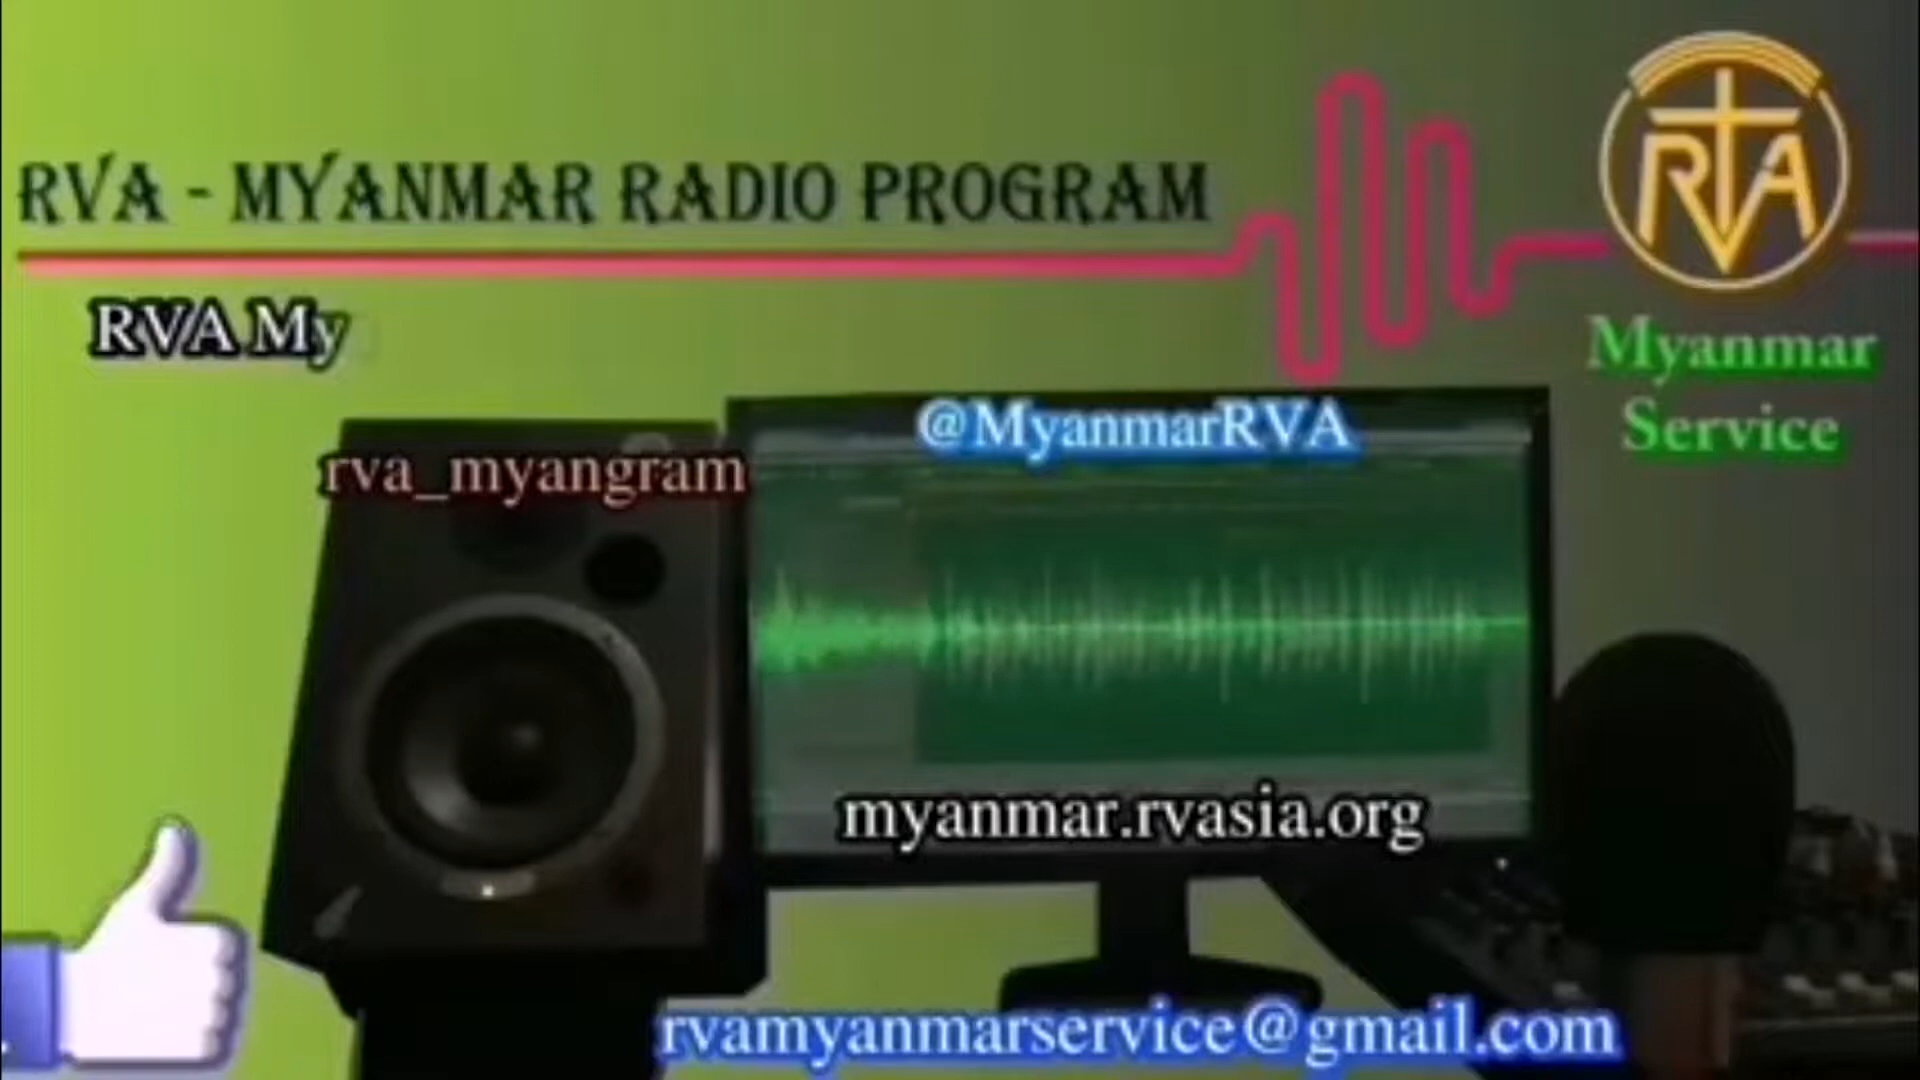 RVA - MYANMAR RADIO PROGRAM
RVA
Myanmar
Service
RVA My
@MyanmarRVA
rva_myangram
myanmar.rvasia.org
rvamyanmarservice@gmail.com